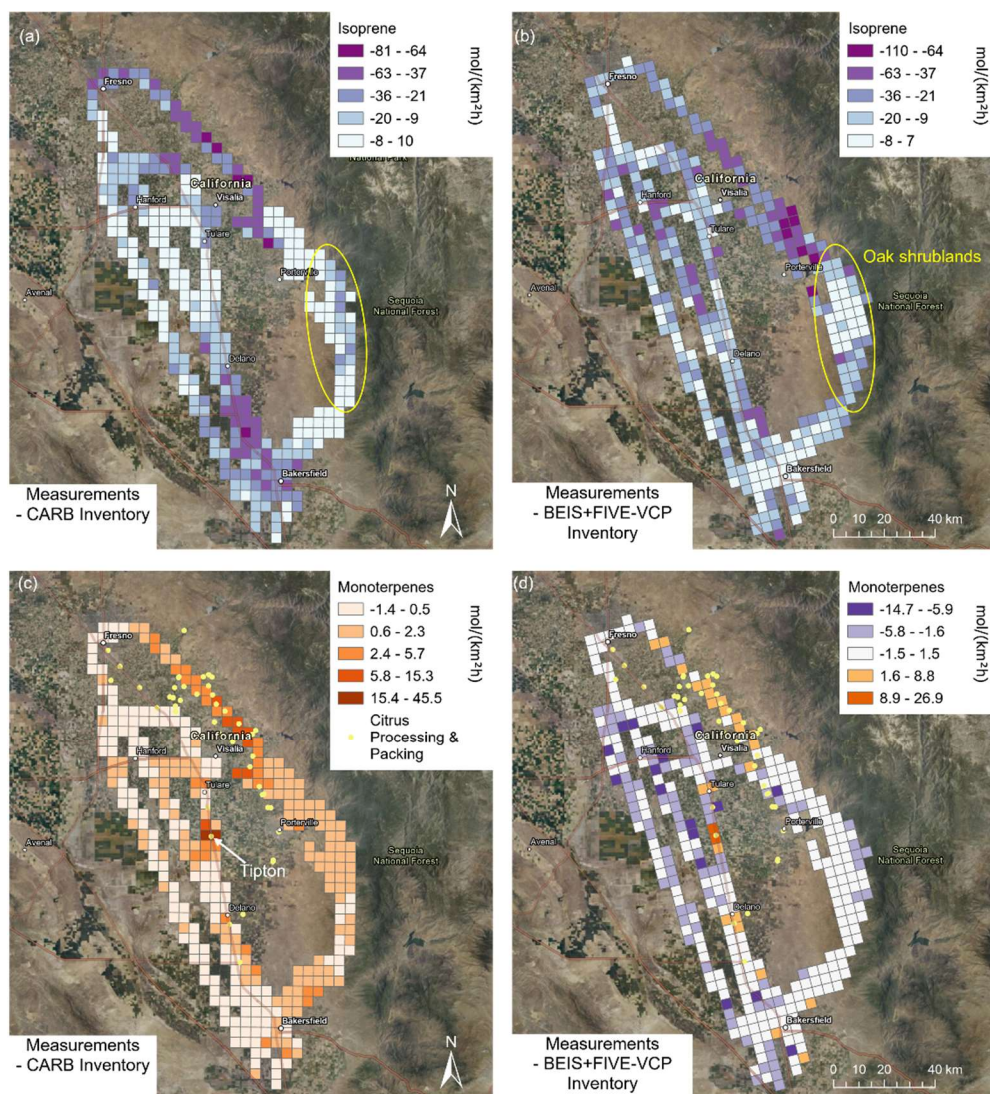 (a)
Isoprene
-81 - -64
-63 - -37
-36 - -21
-20 - -9
-8 - 10
mol/(km²h)
Fresno
National Park
California
Hanford
Visalia
Tulare
Porterville
Avenal
Sequoia
National Forest
Delano
Bakersfield
Measurements
- CARB Inventory
N
(b)
Isoprene
-110 - -64
-63 - -37
-36 - -21
-20 - -9
-8 - 7
mol/(km²h)
Fresno
California
Hanford
Visalia
Tulare
Oak shrublands
Porterville
Avenal
Sequoia
National Forest
Delano
Bakersfield
Measurements
- BEIS+FIVE-VCP
Inventory
0 10 20 40 km
(c)
Monoterpenes
-1.4 - 0.5
0.6 - 2.3
2.4 - 5.7
5.8 - 15.3
15.4 - 45.5
mol/(km²h)
Citrus
Processing &
Packing
Fresno
California
Hanford
Visalia
Tulare
Porterville
Avenal
Tipton
Sequoia
National Forest
Delano
Bakersfield
Measurements
- CARB Inventory
N
(d)
Monoterpenes
-14.7 - -5.9
-5.8 - -1.6
-1.5 - 1.5
1.6 - 8.8
8.9 - 26.9
mol/(km²h)
Fresno
California
Hanford
Visalia
Tulare
Porterville
Avenal
Sequoia
National Forest
Delano
Bakersfield
Measurements
- BEIS+FIVE-VCP
Inventory
0 10 20 40 km